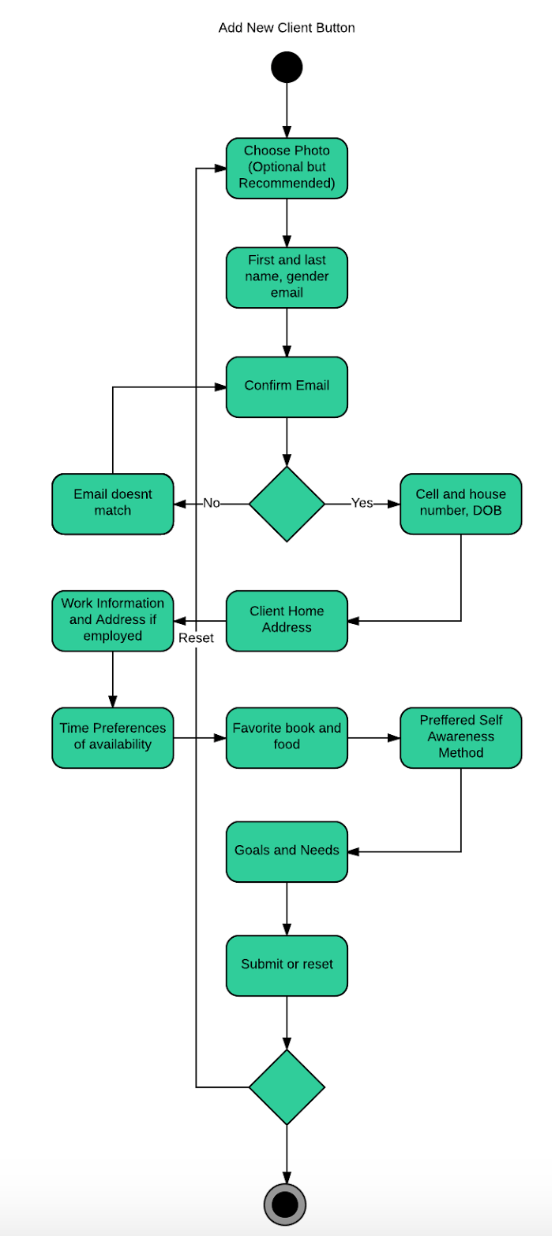 Add New Client Button
Choose Photo
(Optional but
Recommended)
First and last
name, gender
email
Confirm Email
Email doesnt
match
No
Yes
Cell and house
number, DOB
Work Information
and Address if
employed
Reset
Client Home
Address
Time Preferences
of availability
Favorite book and
food
Preffered Self
Awareness
Method
Goals and Needs
Submit or reset